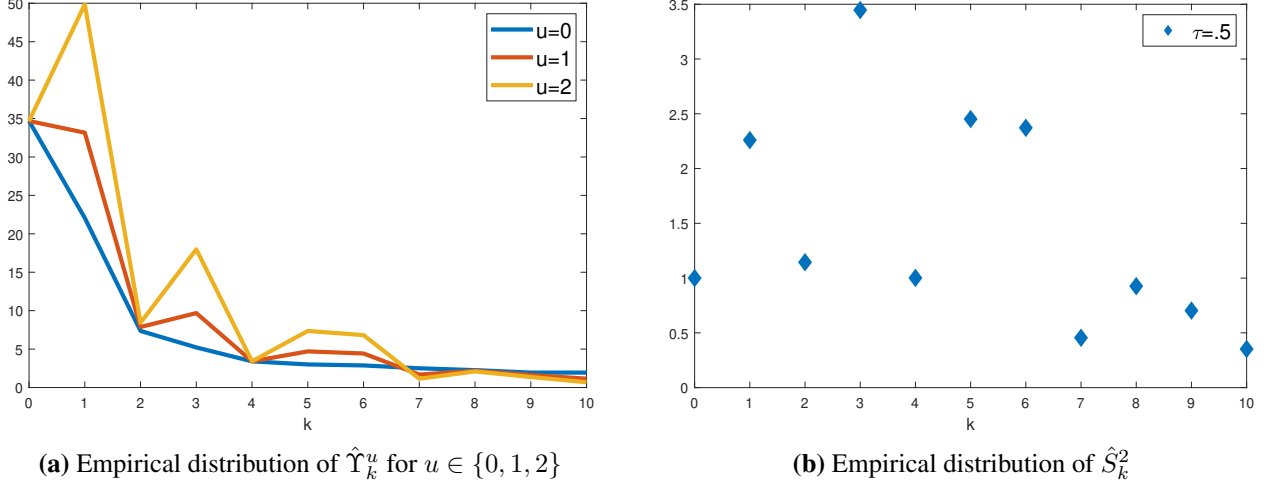 50
45
40
35
30
25
20
15
10
5
0
0 1 2 3 4 5 6 7 8 9 10
k
u=0
u=1
u=2
(a) Empirical distribution of Υ̂ᵘₖ for u ∈ {0, 1, 2}
3.5
3
2.5
2
1.5
1
0.5
0
0 1 2 3 4 5 6 7 8 9 10
k
τ=.5
(b) Empirical distribution of Ŝ²ₖ